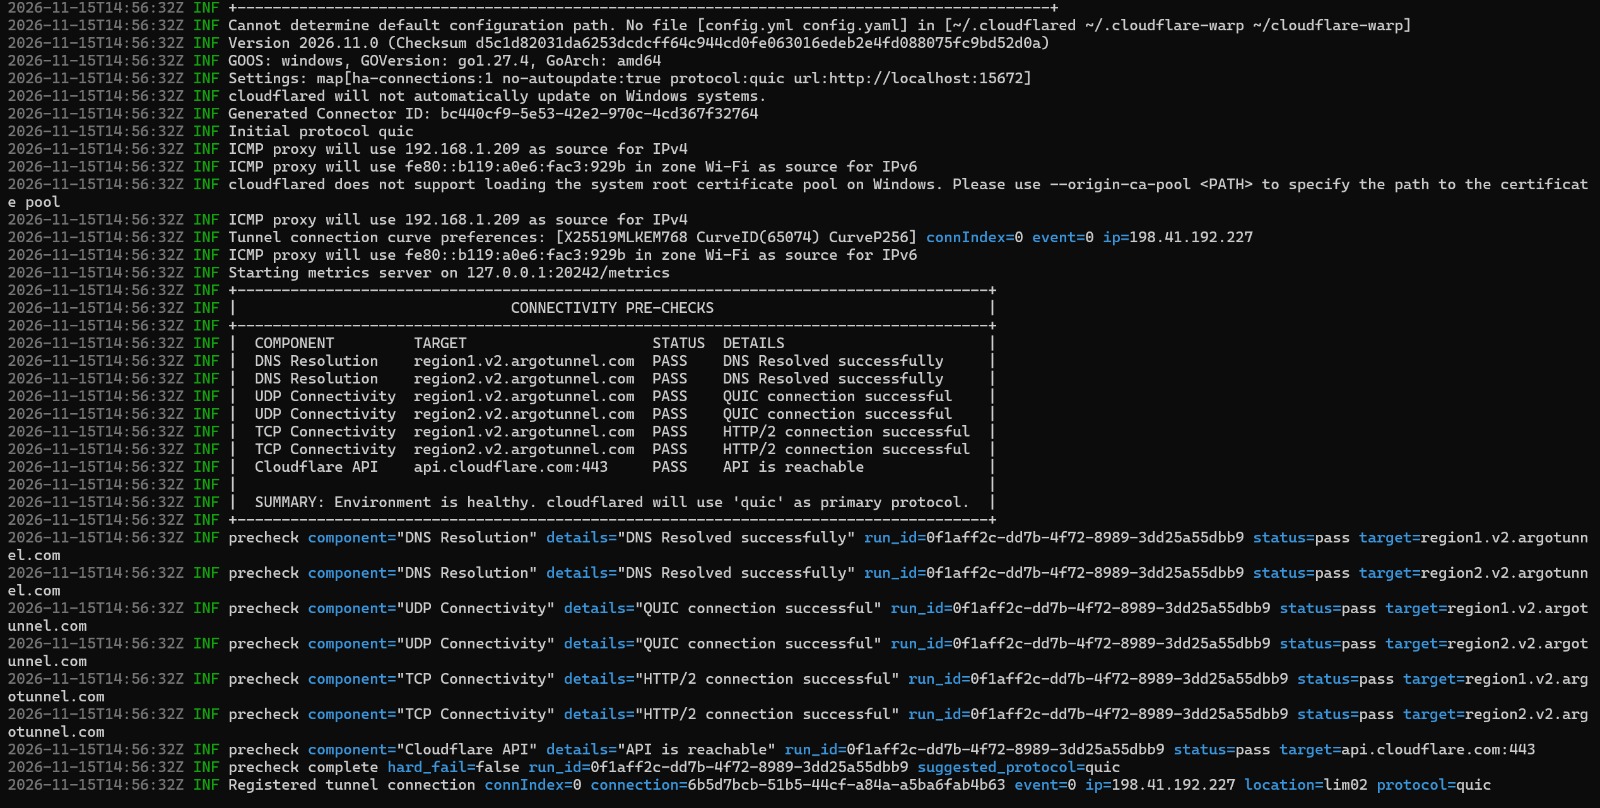 2026-11-15T14:56:32Z INF +--------------------------------------------------------------------------------------------+
2026-11-15T14:56:32Z INF Cannot determine default configuration path. No file [config.yml config.yaml] in [~/.cloudflared ~/.cloudflare-warp ~/cloudflare-warp]
2026-11-15T14:56:32Z INF Version 2026.11.0 (Checksum d5c1d82031da6253dcdcff64c944cd0fe063016edeb2e4fd088075fc9bd52d0a)
2026-11-15T14:56:32Z INF GOOS: windows, GOVersion: go1.27.4, GoArch: amd64
2026-11-15T14:56:32Z INF Settings: map[ha-connections:1 no-autoupdate:true protocol:quic url:http://localhost:15672]
2026-11-15T14:56:32Z INF cloudflared will not automatically update on Windows systems.
2026-11-15T14:56:32Z INF Generated Connector ID: bc440cf9-5e53-42e2-970c-4cd367f32764
2026-11-15T14:56:32Z INF Initial protocol quic
2026-11-15T14:56:32Z INF ICMP proxy will use 192.168.1.209 as source for IPv4
2026-11-15T14:56:32Z INF ICMP proxy will use fe80::b119:a0e6:fac3:929b in zone Wi-Fi as source for IPv6
2026-11-15T14:56:32Z INF cloudflared does not support loading the system root certificate pool on Windows. Please use --origin-ca-pool <PATH> to specify the path to the certificat
e pool
2026-11-15T14:56:32Z INF ICMP proxy will use 192.168.1.209 as source for IPv4
2026-11-15T14:56:32Z INF Tunnel connection curve preferences: [X25519MLKEM768 CurveID(65074) CurveP256] connIndex=0 event=0 ip=198.41.192.227
2026-11-15T14:56:32Z INF ICMP proxy will use fe80::b119:a0e6:fac3:929b in zone Wi-Fi as source for IPv6
2026-11-15T14:56:32Z INF Starting metrics server on 127.0.0.1:20242/metrics
2026-11-15T14:56:32Z INF +-------------------------------------------------------------------------------------+
2026-11-15T14:56:32Z INF |                               CONNECTIVITY PRE-CHECKS                               |
2026-11-15T14:56:32Z INF +-------------------------------------------------------------------------------------+
2026-11-15T14:56:32Z INF |  COMPONENT         TARGET                     STATUS  DETAILS                       |
2026-11-15T14:56:32Z INF |  DNS Resolution    region1.v2.argotunnel.com  PASS    DNS Resolved successfully     |
2026-11-15T14:56:32Z INF |  DNS Resolution    region2.v2.argotunnel.com  PASS    DNS Resolved successfully     |
2026-11-15T14:56:32Z INF |  UDP Connectivity  region1.v2.argotunnel.com  PASS    QUIC connection successful    |
2026-11-15T14:56:32Z INF |  UDP Connectivity  region2.v2.argotunnel.com  PASS    QUIC connection successful    |
2026-11-15T14:56:32Z INF |  TCP Connectivity  region1.v2.argotunnel.com  PASS    HTTP/2 connection successful  |
2026-11-15T14:56:32Z INF |  TCP Connectivity  region2.v2.argotunnel.com  PASS    HTTP/2 connection successful  |
2026-11-15T14:56:32Z INF |  Cloudflare API    api.cloudflare.com:443     PASS    API is reachable              |
2026-11-15T14:56:32Z INF |                                                                                     |
2026-11-15T14:56:32Z INF |  SUMMARY: Environment is healthy. cloudflared will use 'quic' as primary protocol.  |
2026-11-15T14:56:32Z INF +-------------------------------------------------------------------------------------+
2026-11-15T14:56:32Z INF precheck component="DNS Resolution" details="DNS Resolved successfully" run_id=0f1aff2c-dd7b-4f72-8989-3dd25a55dbb9 status=pass target=region1.v2.argotunn
el.com
2026-11-15T14:56:32Z INF precheck component="DNS Resolution" details="DNS Resolved successfully" run_id=0f1aff2c-dd7b-4f72-8989-3dd25a55dbb9 status=pass target=region2.v2.argotunn
el.com
2026-11-15T14:56:32Z INF precheck component="UDP Connectivity" details="QUIC connection successful" run_id=0f1aff2c-dd7b-4f72-8989-3dd25a55dbb9 status=pass target=region1.v2.argot
unnel.com
2026-11-15T14:56:32Z INF precheck component="UDP Connectivity" details="QUIC connection successful" run_id=0f1aff2c-dd7b-4f72-8989-3dd25a55dbb9 status=pass target=region2.v2.argot
unnel.com
2026-11-15T14:56:32Z INF precheck component="TCP Connectivity" details="HTTP/2 connection successful" run_id=0f1aff2c-dd7b-4f72-8989-3dd25a55dbb9 status=pass target=region1.v2.arg
otunnel.com
2026-11-15T14:56:32Z INF precheck component="TCP Connectivity" details="HTTP/2 connection successful" run_id=0f1aff2c-dd7b-4f72-8989-3dd25a55dbb9 status=pass target=region2.v2.arg
otunnel.com
2026-11-15T14:56:32Z INF precheck component="Cloudflare API" details="API is reachable" run_id=0f1aff2c-dd7b-4f72-8989-3dd25a55dbb9 status=pass target=api.cloudflare.com:443
2026-11-15T14:56:32Z INF precheck complete hard_fail=false run_id=0f1aff2c-dd7b-4f72-8989-3dd25a55dbb9 suggested_protocol=quic
2026-11-15T14:56:32Z INF Registered tunnel connection connIndex=0 connection=6b5d7bcb-51b5-44cf-a84a-a5ba6fab4b63 event=0 ip=198.41.192.227 location=lim02 protocol=quic